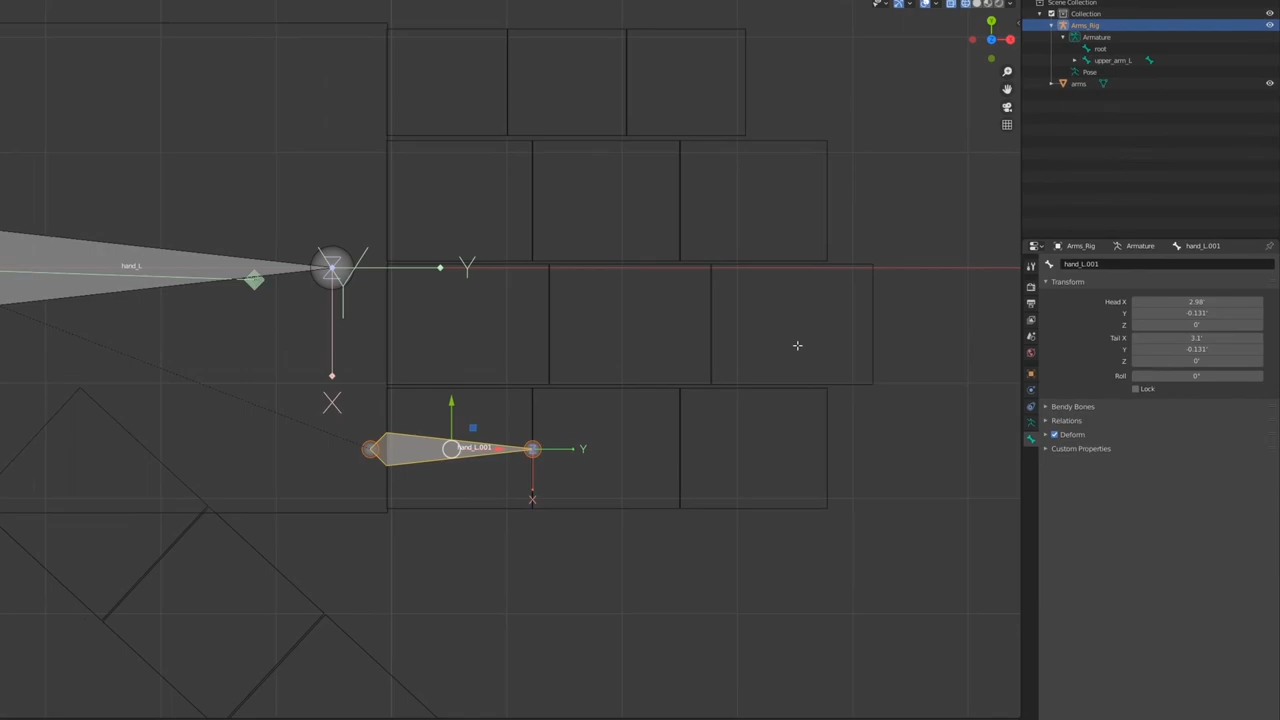 Scene Collection
Collection
Arms_Rig
Armature
root
upper_arm_L
Pose
arms
Arms_Rig
Armature
hand_L.001
hand_L.001
Transform
Head X 2.98'
Y -0.131'
Z 0'
Tail X 3.1'
Y -0.131'
Z 0'
Roll 0°
Lock
Bendy Bones
Relations
Deform
Custom Properties
hand_L
Y
Z
X
hand_L.001
Y
X